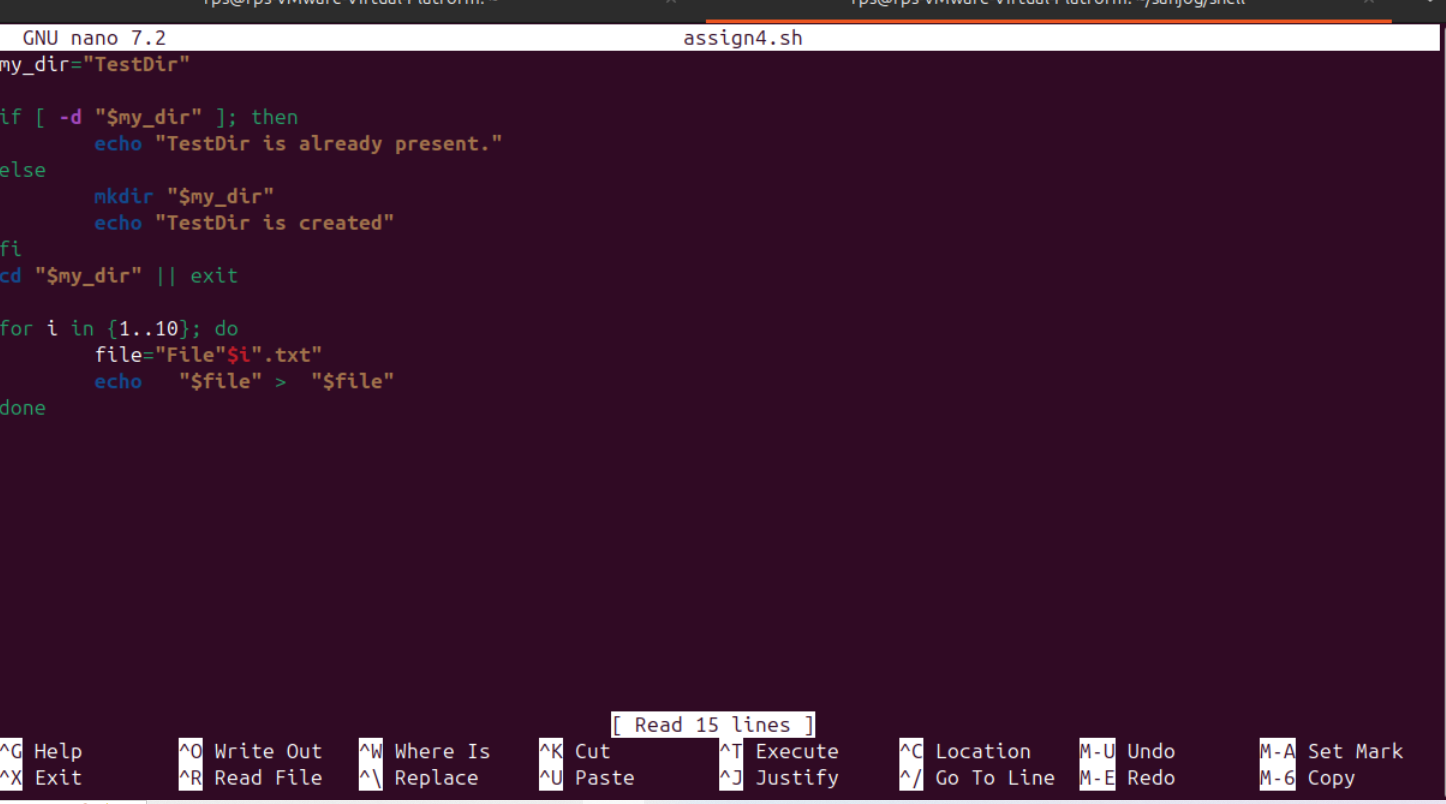 GNU nano 7.2 assign4.sh
my_dir="TestDir"
if [ -d "$my_dir" ]; then
echo "TestDir is already present."
else
mkdir "$my_dir"
echo "TestDir is created"
fi
cd "$my_dir" || exit
for i in {1..10}; do
file="File"$i".txt"
echo "$file" > "$file"
done
[ Read 15 lines ]
^G Help ^O Write Out ^W Where Is ^K Cut ^T Execute ^C Location M-U Undo M-A Set Mark
^X Exit ^R Read File ^\ Replace ^U Paste ^J Justify ^/ Go To Line M-E Redo M-6 Copy